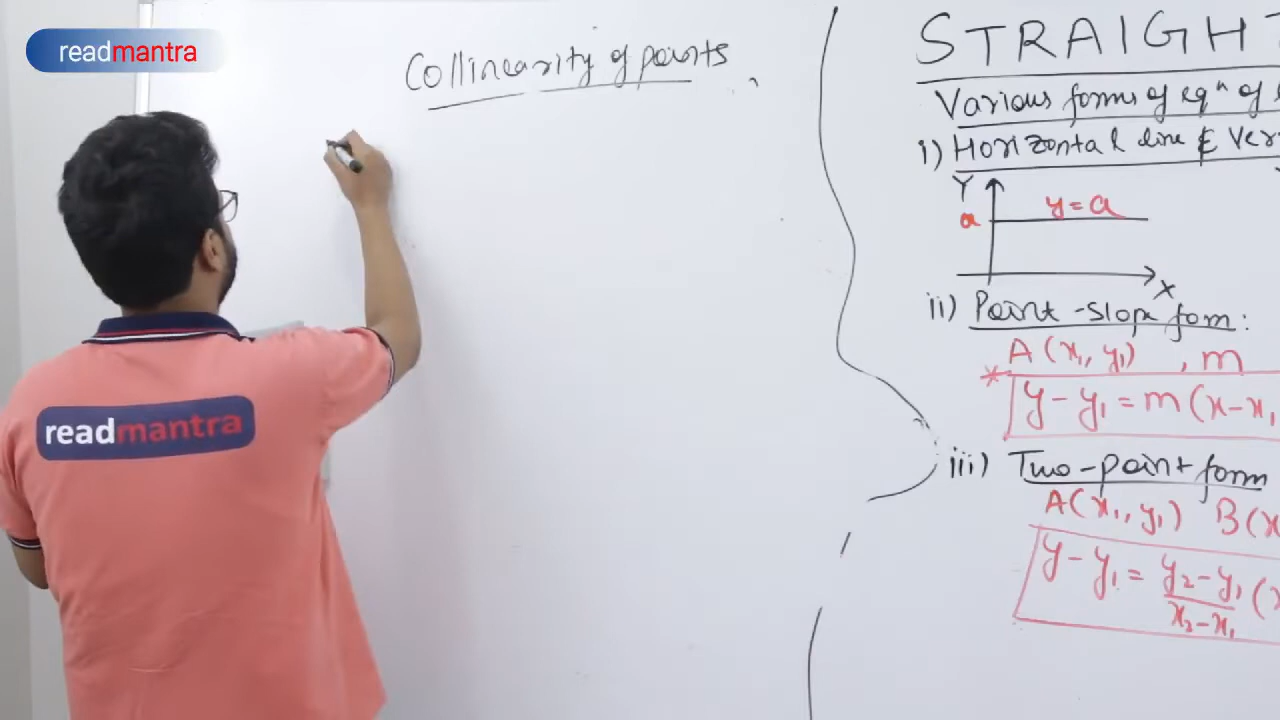 readmantra
Collinearity of points
readmantra
STRAIGHT
Various forms of eqⁿ of
i) Horizontal line & Ver
Y
a
y = a
X
ii) Point-slope form:
A (x₁, y₁) , m
* y - y₁ = m (x - x₁
iii) Two-point form
A (x₁, y₁) B (x
y - y₁ = y₂ - y₁ / x₂ - x₁ (x